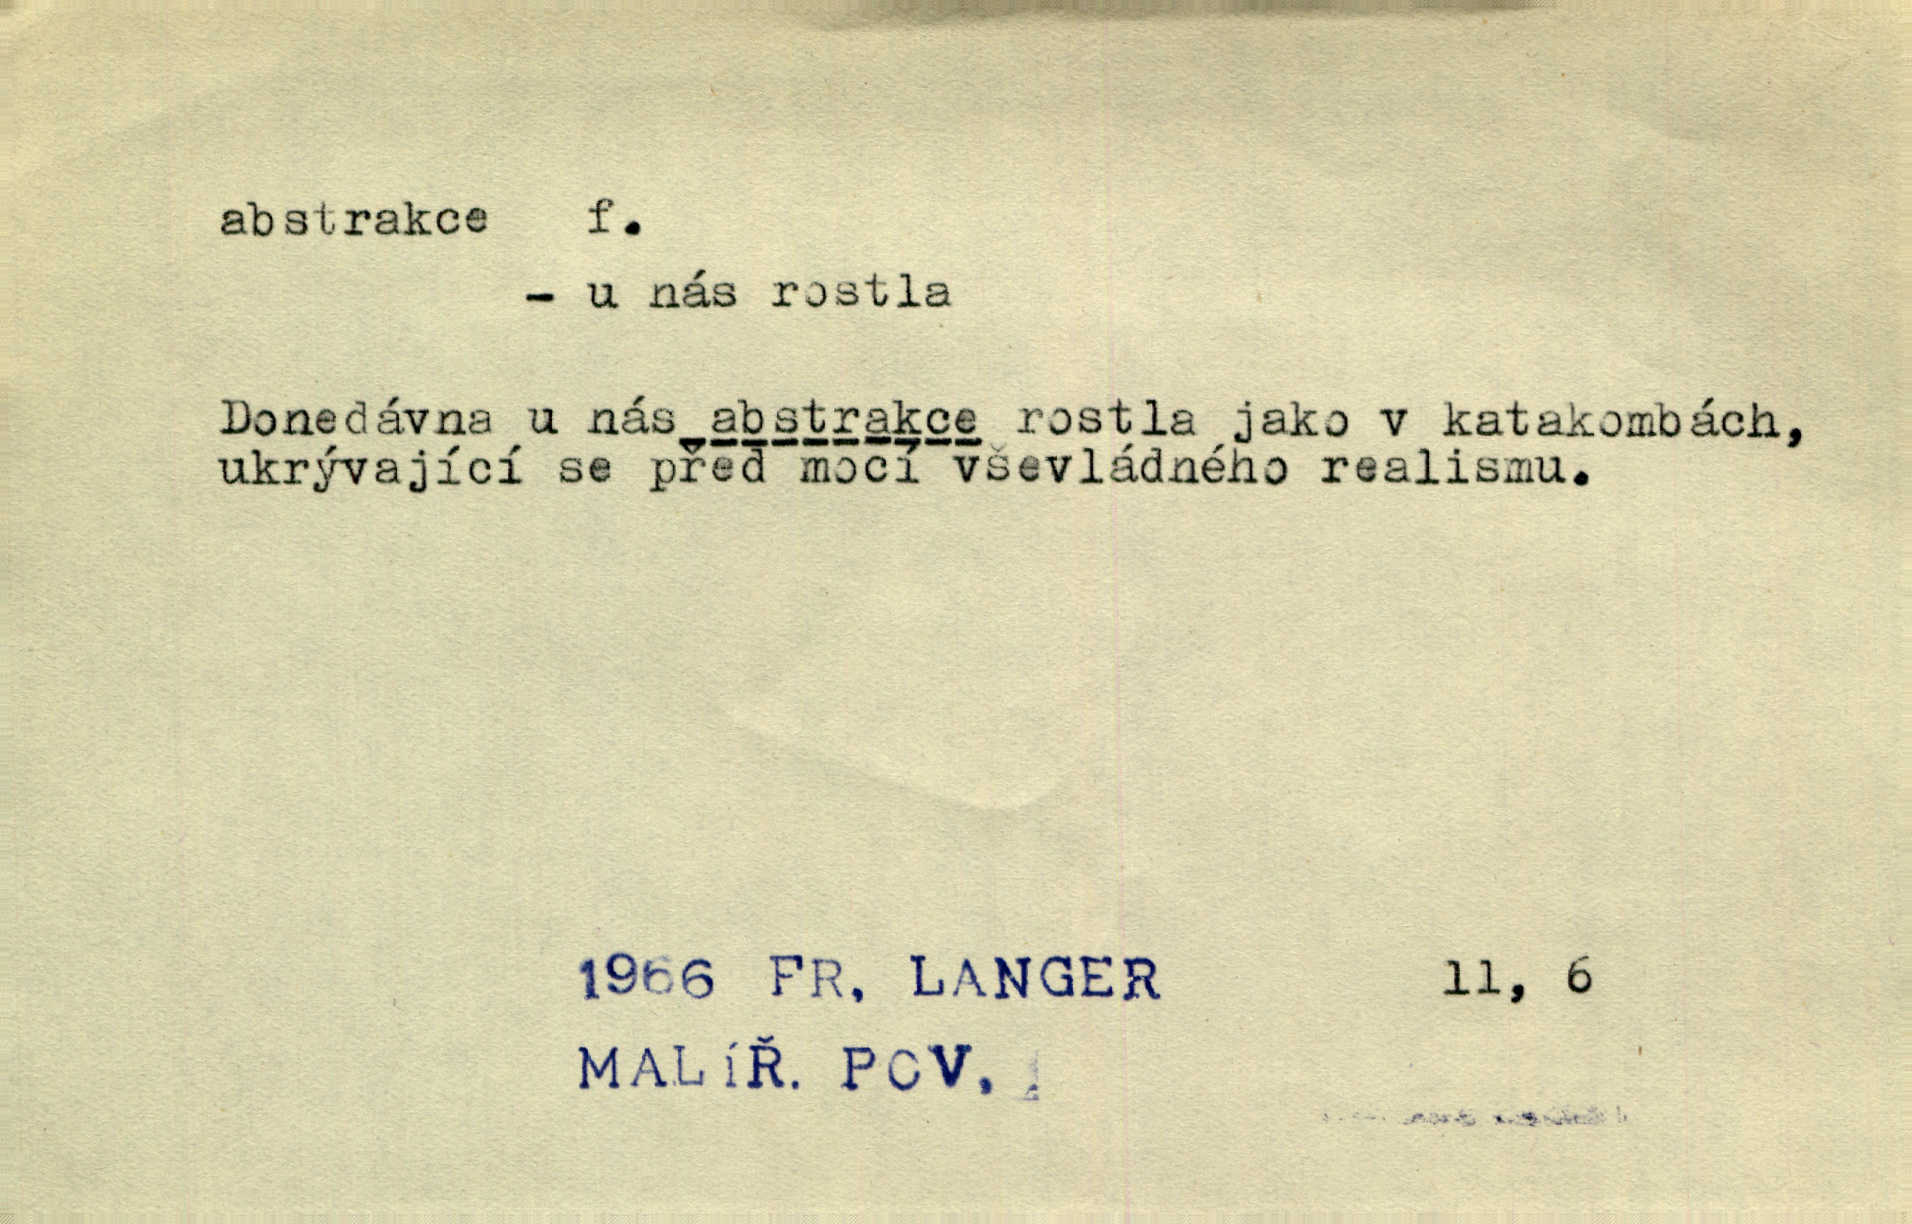 abstrakce f.
- u nás rostla
Donedávna u nás abstrakce rostla jako v katakombách,
ukrývající se před mocí vševládného realismu.
1966 FR. LANGER 11, 6
MALÍŘ. POV.